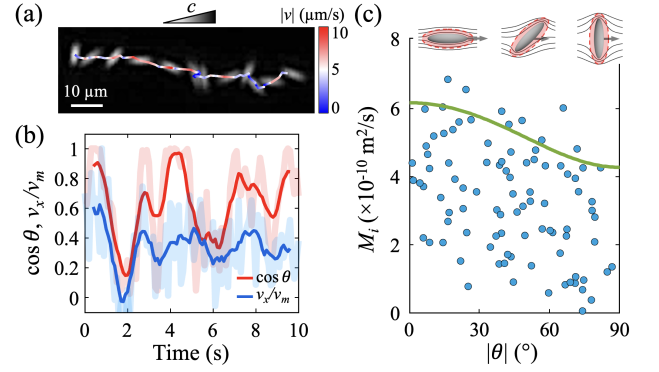 (a)
c
|v| (μm/s)
10
0
10 μm
(b)
cos θ, vx/vm
1
0.8
0.6
0.4
0.2
0
cos θ
vx/vm
0 2 4 6 8 10
Time (s)
(c)
Mi (×10-10 m2/s)
8
6
4
2
0
0 30 60 90
|θ| (°)